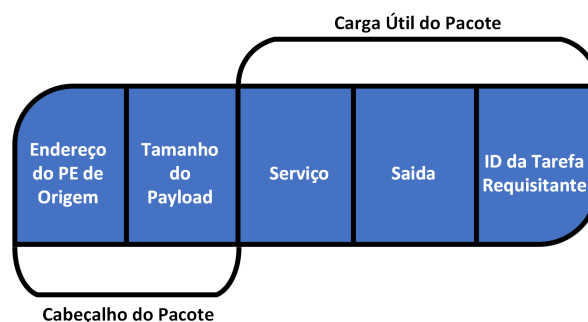 Carga Útil do Pacote
Endereço
do PE de
Origem
Tamanho
do
Payload
Serviço
Saida
ID da Tarefa
Requisitante
Cabeçalho do Pacote